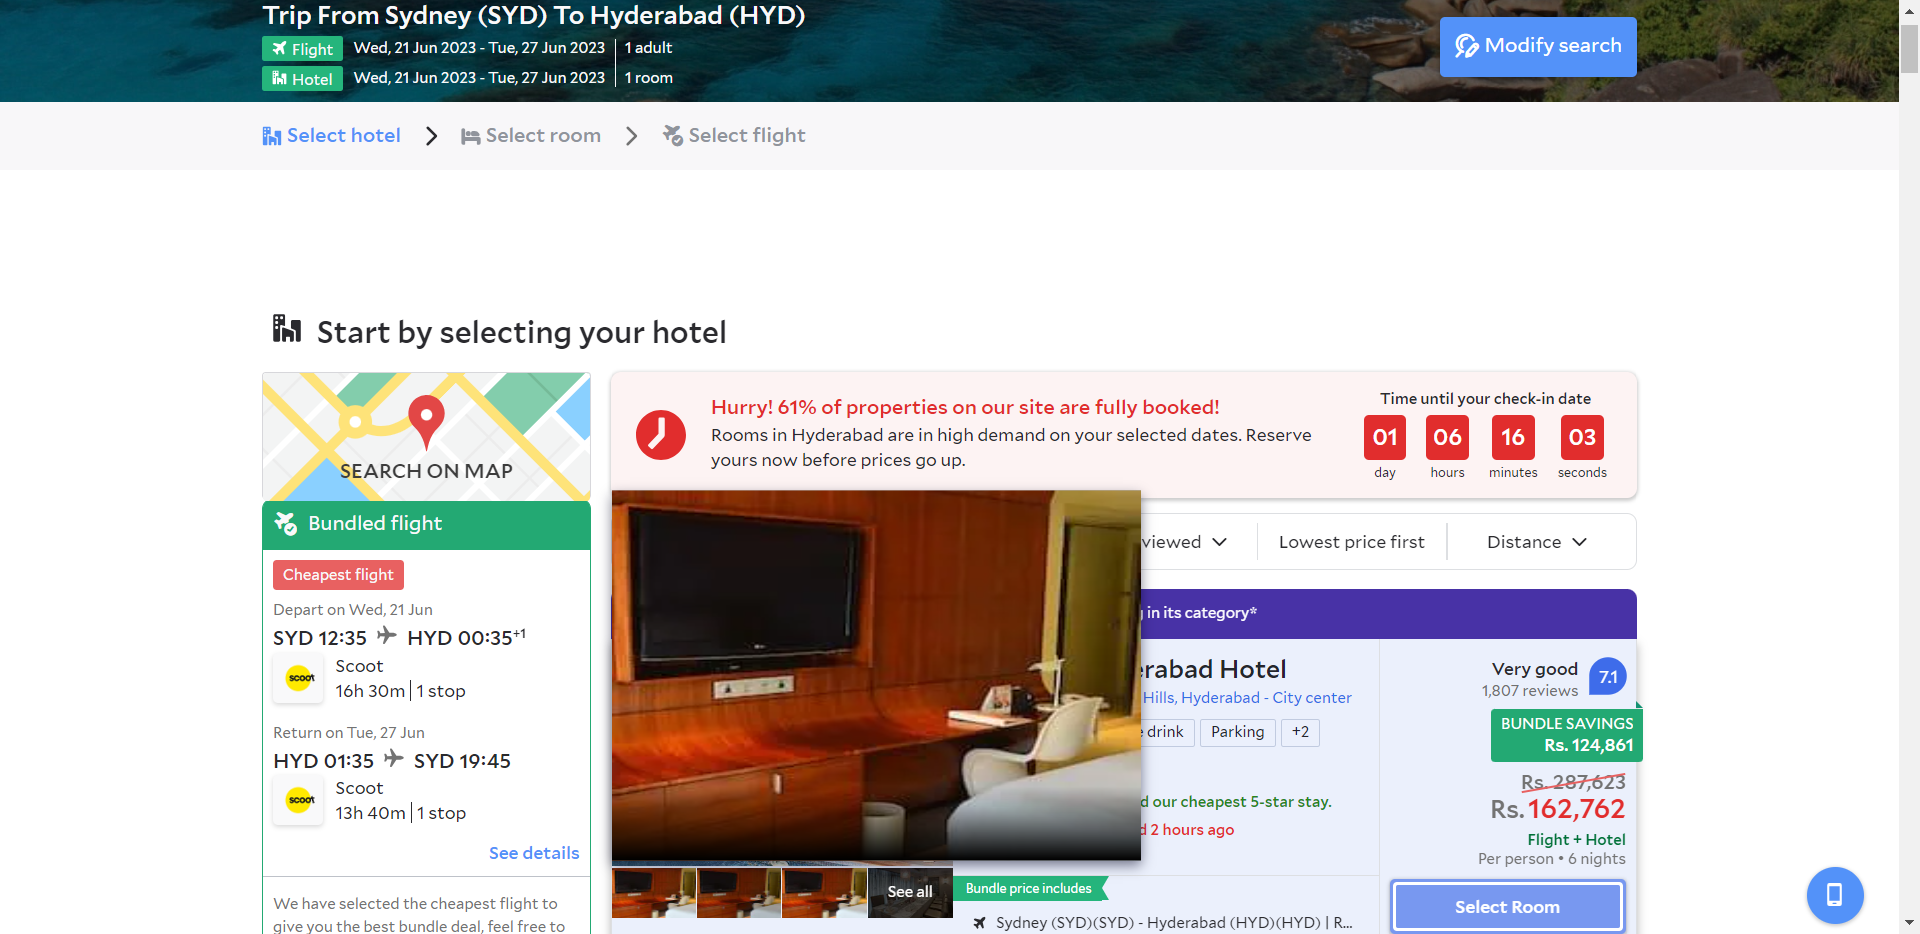 Trip From Sydney (SYD) To Hyderabad (HYD)
Flight Wed, 21 Jun 2023 - Tue, 27 Jun 2023 1 adult
Hotel Wed, 21 Jun 2023 - Tue, 27 Jun 2023 1 room
Modify search
Select hotel Select room Select flight
Start by selecting your hotel
SEARCH ON MAP
Bundled flight
Cheapest flight
Depart on Wed, 21 Jun
SYD 12:35 HYD 00:35+1
scoot
Scoot
16h 30m 1 stop
Return on Tue, 27 Jun
HYD 01:35 SYD 19:45
scoot
Scoot
13h 40m 1 stop
See details
We have selected the cheapest flight to
give you the best bundle deal, feel free to
Hurry! 61% of properties on our site are fully booked!
Rooms in Hyderabad are in high demand on your selected dates. Reserve
yours now before prices go up.
Time until your check-in date
01 06 16 03
day hours minutes seconds
viewed Lowest price first Distance
in its category*
erabad Hotel
Hills, Hyderabad - City center
drink Parking +2
d our cheapest 5-star stay.
d 2 hours ago
See all
Bundle price includes
Sydney (SYD)(SYD) - Hyderabad (HYD)(HYD) | R...
Very good
1,807 reviews
7.1
BUNDLE SAVINGS
Rs. 124,861
Rs. 287,623
Rs. 162,762
Flight + Hotel
Per person • 6 nights
Select Room